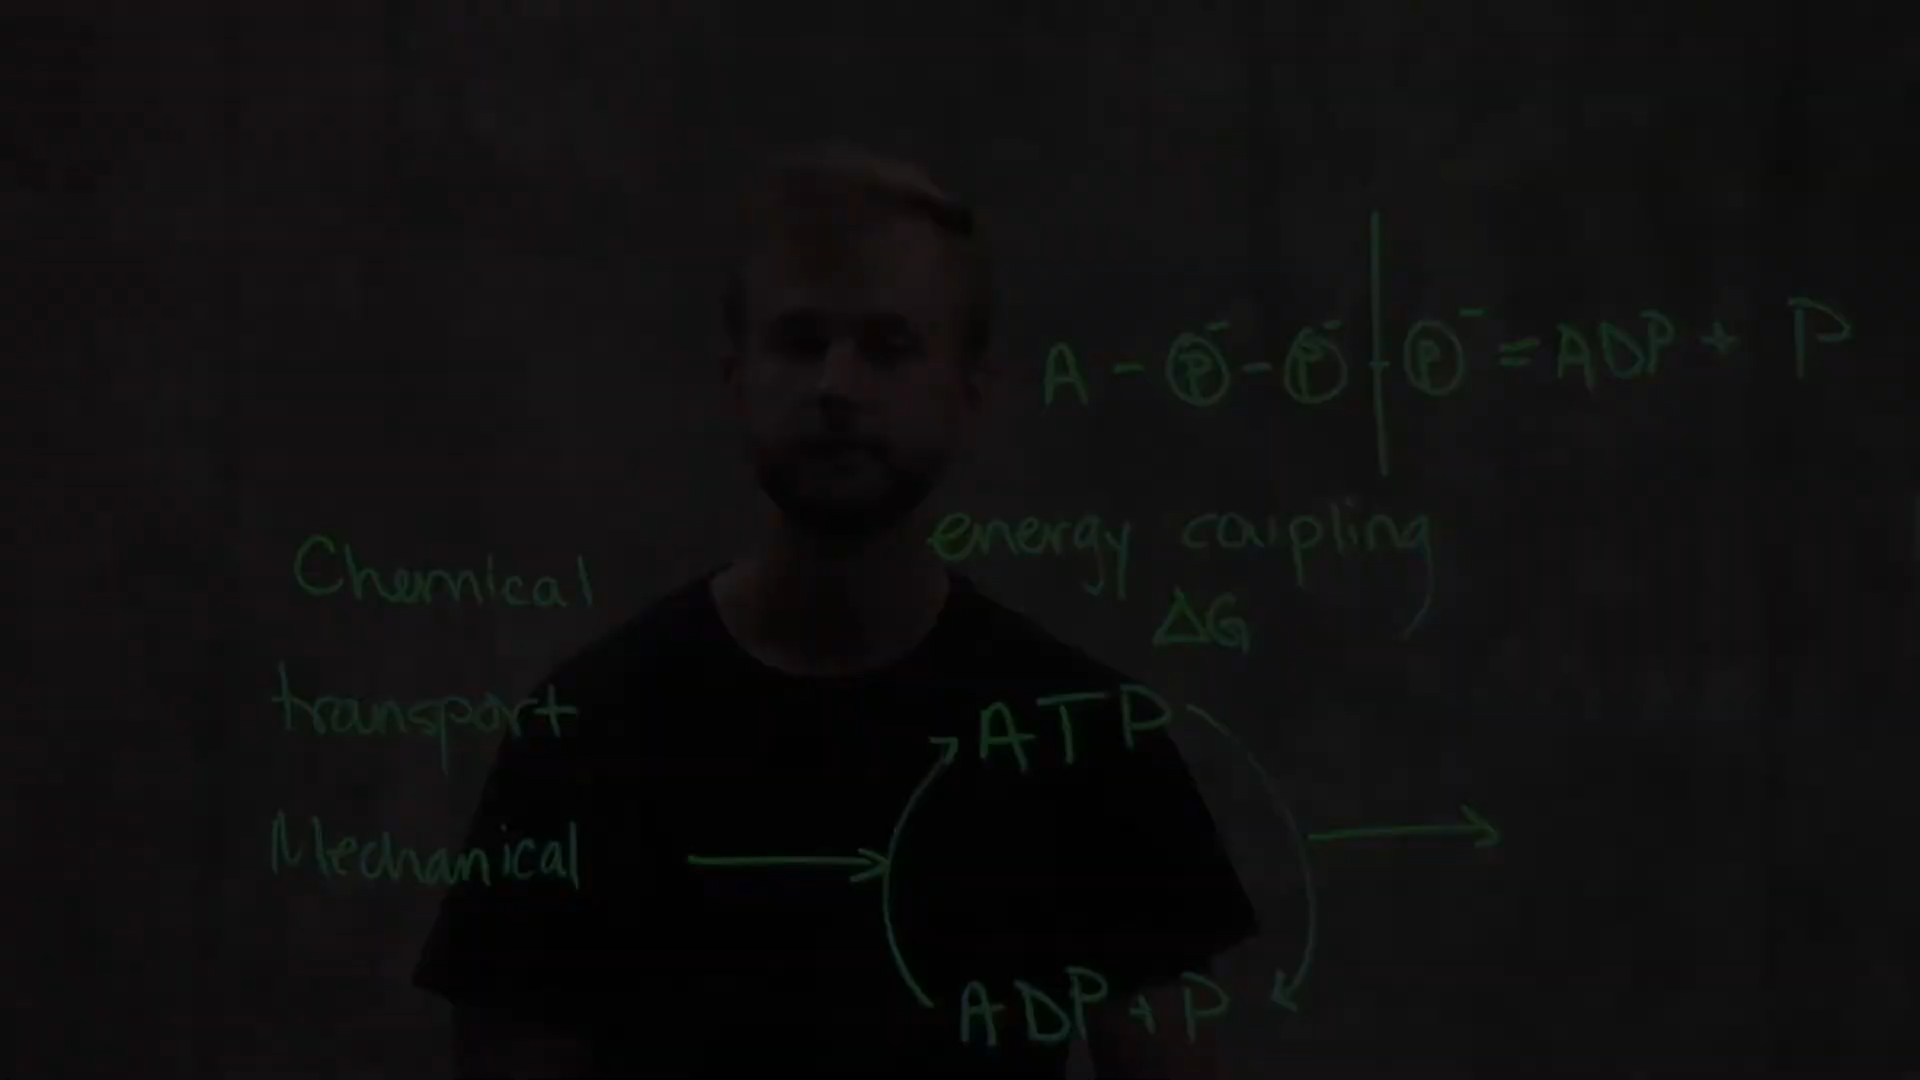 A - P⁻ - P⁻ - P⁻ = ADP + P
energy coupling
ΔG
Chemical
transport
Mechanical
ATP
ADP + P